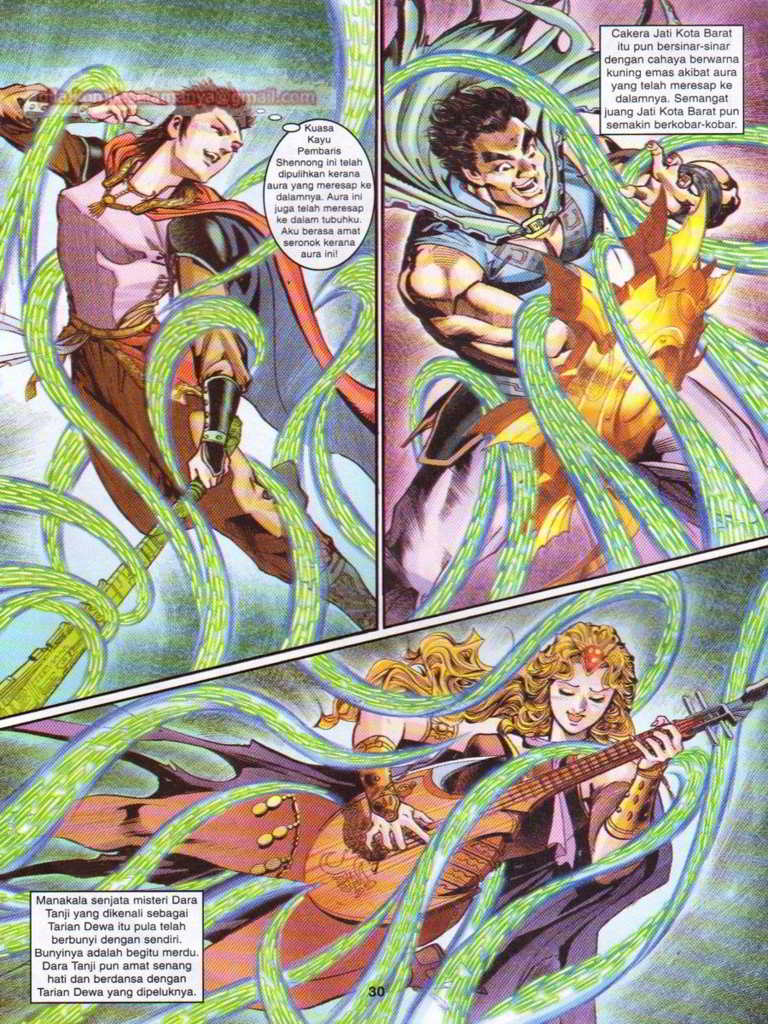 Kuasa
Kayu
Pembaris
Shennong ini telah
dipulihkan kerana
aura yang meresap ke
dalamnya. Aura ini
juga telah meresap
ke dalam tubuhku.
Aku berasa amat
seronok kerana
aura ini!
Cakera Jati Kota Barat
itu pun bersinar-sinar
dengan cahaya berwarna
kuning emas akibat aura
yang telah meresap ke
dalamnya. Semangat
juang Jati Kota Barat pun
semakin berkobar-kobar.
Manakala senjata misteri Dara
Tanji yang dikenali sebagai
Tarian Dewa itu pula telah
berbunyi dengan sendiri.
Bunyinya adalah begitu merdu.
Dara Tanji pun amat senang
hati dan berdansa dengan
Tarian Dewa yang dipeluknya.
30